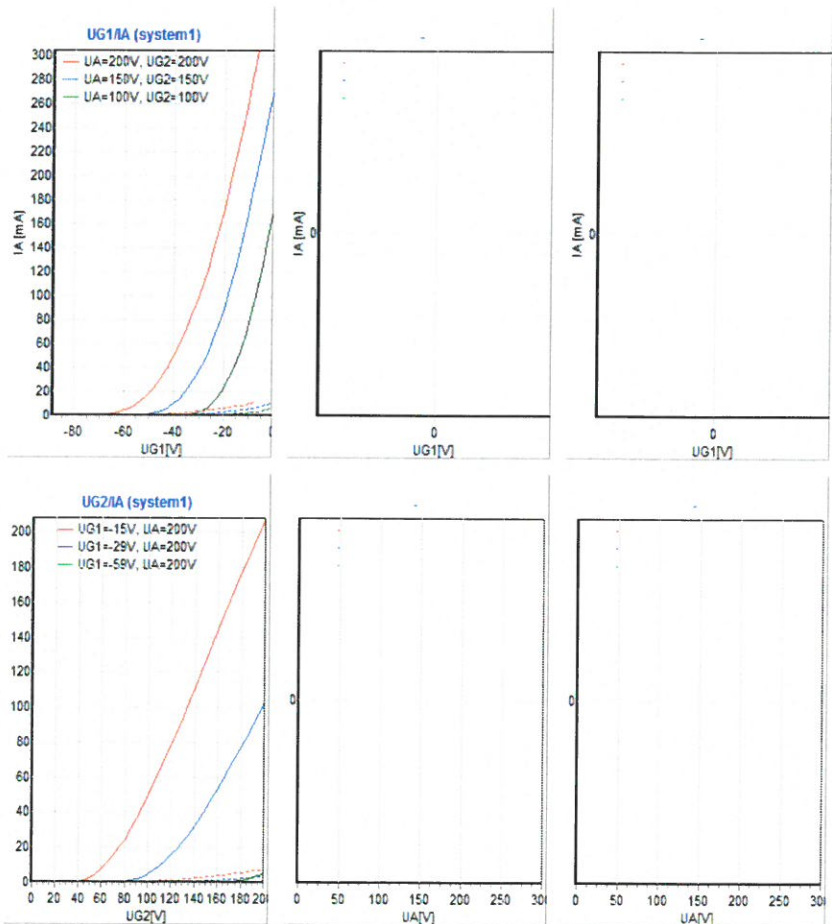 UG1/IA (system1)
300
280
260
240
220
200
180
160
140
120
100
80
60
40
20
0
IA [mA]
UA=200V, UG2=200V
UA=150V, UG2=150V
UA=100V, UG2=100V
-80 -60 -40 -20 0
UG1[V]
-
IA [mA]
0
0
UG1[V]
-
IA [mA]
0
0
UG1[V]
UG2/IA (system1)
200
180
160
140
120
100
80
60
40
20
0
UG1=-15V, UA=200V
UG1=-29V, UA=200V
UG1=-59V, UA=200V
0 20 40 60 80 100 120 140 160 180 200
UG2[V]
-
0
0 50 100 150 200 250 30
UA[V]
-
0
0 50 100 150 200 250 30
UA[V]